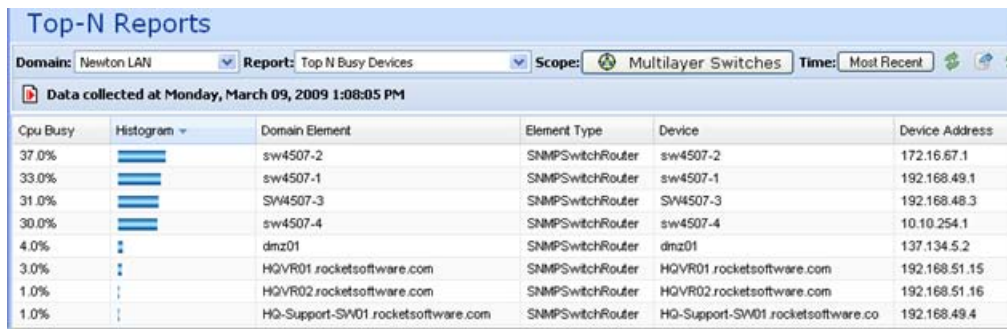 Top-N Reports
Domain: Newton LAN Report: Top N Busy Devices Scope: Multilayer Switches Time: Most Recent
Data collected at Monday, March 09, 2009 1:08:05 PM
Cpu Busy Histogram Domain Element Element Type Device Device Address
37.0% sw4507-2 SNMPSwitchRouter sw4507-2 172.16.67.1
33.0% sw4507-1 SNMPSwitchRouter sw4507-1 192.168.49.1
31.0% SW4507-3 SNMPSwitchRouter SW4507-3 192.168.48.3
30.0% sw4507-4 SNMPSwitchRouter sw4507-4 10.10.254.1
4.0% dmz01 SNMPSwitchRouter dmz01 137.134.5.2
3.0% HQVR01.rocketsoftware.com SNMPSwitchRouter HQVR01.rocketsoftware.com 192.168.51.15
1.0% HQVR02.rocketsoftware.com SNMPSwitchRouter HQVR02.rocketsoftware.com 192.168.51.16
1.0% HQ-Support-SW01.rocketsoftware.com SNMPSwitchRouter HQ-Support-SW01.rocketsoftware.co 192.168.49.4